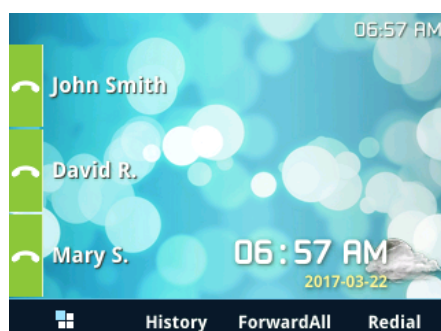 06:57 AM
John Smith
David R.
Mary S.
06:57 AM
2017-03-22
History ForwardAll Redial